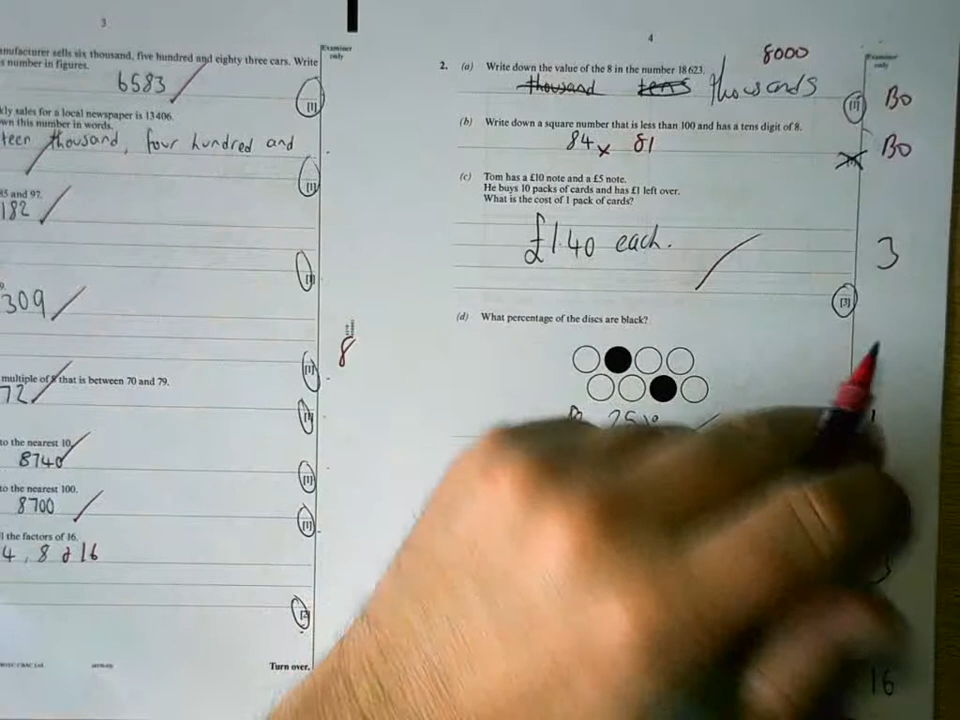 3
manufacturer sells six thousand, five hundred and eighty three cars. Write
s number in figures.
Examiner only
6583
[1]
kly sales for a local newspaper is 13 406.
wn this number in words.
teen thousand, four hundred and
[1]
85 and 97.
182
309
[1]
8
multiple of 8 that is between 70 and 79.
72
[1]
to the nearest 10.
8740
[1]
to the nearest 100.
8700
[1]
l the factors of 16.
4, 8 & 16
Turn over.
4
Examiner only
8000
2. (a) Write down the value of the 8 in the number 18 623.
thousand tens thousands
[1] B0
(b) Write down a square number that is less than 100 and has a tens digit of 8.
84 x 81
B0
(c) Tom has a £10 note and a £5 note.
He buys 10 packs of cards and has £1 left over.
What is the cost of 1 pack of cards?
£1.40 each.
3
[3]
(d) What percentage of the discs are black?
25%
16